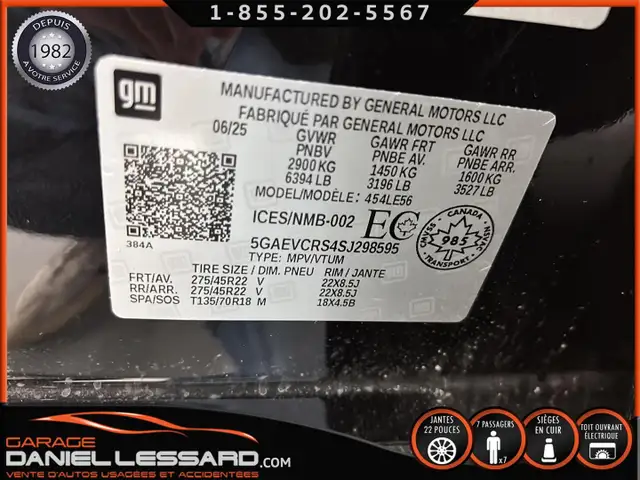 1-855-202-5567
DEPUIS
1982
À VOTRE SERVICE
gm
MANUFACTURED BY GENERAL MOTORS LLC
FABRIQUÉ PAR GENERAL MOTORS LLC
06/25 GVWR GAWR FRT GAWR RR
PNBV PNBE AV. PNBE ARR.
2900 KG 1450 KG 1600 KG
6394 LB 3196 LB 3527 LB
MODEL/MODÈLE: 454LE56
ICES/NMB-002 EC
CANADA
CMVSS 985 NSVAC
TRANSPORT
384A
5GAEVCRS4SJ298595
TYPE: MPV/VTUM
TIRE SIZE / DIM. PNEU RIM / JANTE
FRT/AV. 275/45R22 V 22X8.5J
RR/ARR. 275/45R22 V 22X8.5J
SPA/SOS T135/70R18 M 18X4.5B
GARAGE
DANIEL LESSARD.COM
VENTE D'AUTOS USAGÉES ET ACCIDENTÉES
JANTES
22 POUCES
7 PASSAGERS
x7
SIÈGES
EN CUIR
TOIT OUVRANT
ÉLECTRIQUE